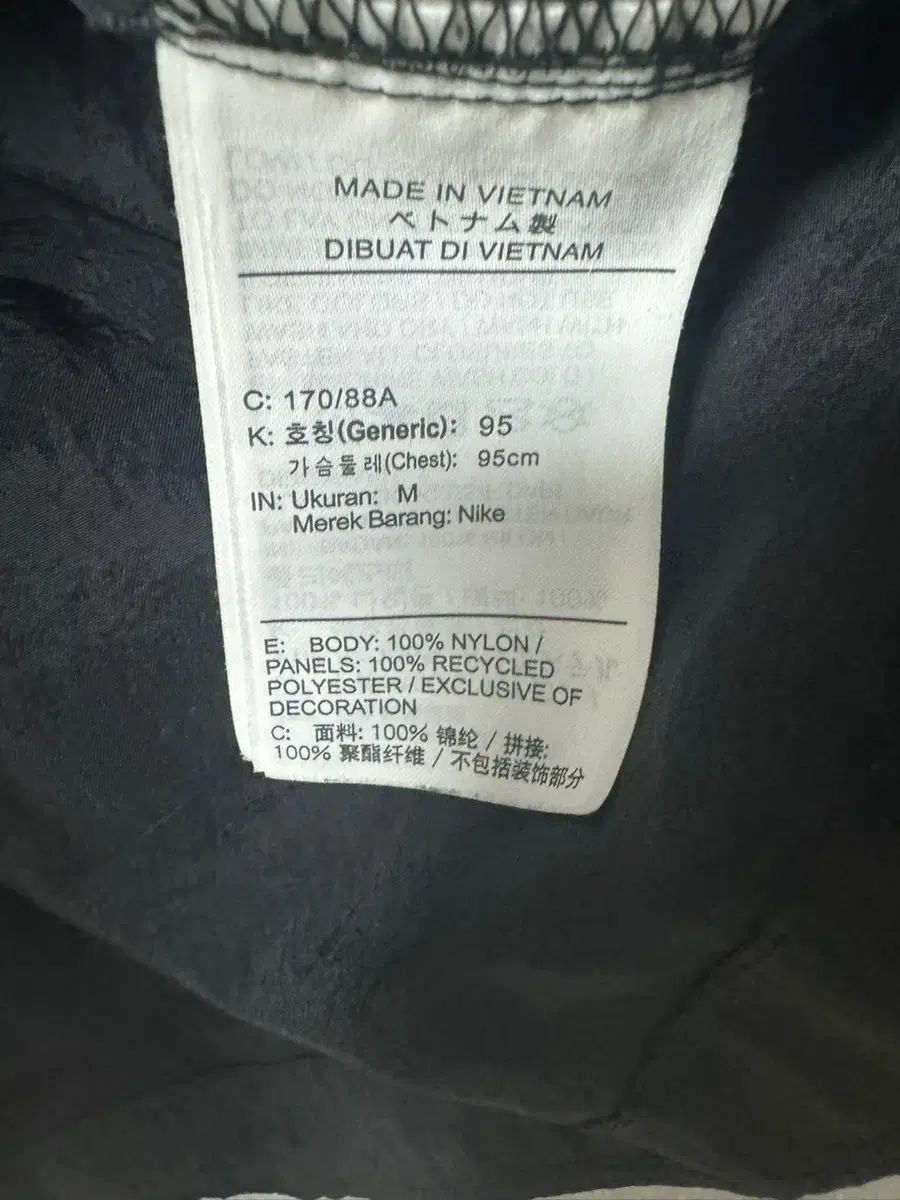 MADE IN VIETNAM
ベトナム製
DIBUAT DI VIETNAM
C: 170/88A
K: 호칭(Generic): 95
가슴둘레(Chest): 95cm
IN: Ukuran: M
Merek Barang: Nike
E: BODY: 100% NYLON /
PANELS: 100% RECYCLED
POLYESTER / EXCLUSIVE OF
DECORATION
C: 面料: 100% 锦纶 / 拼接:
100% 聚酯纤维 / 不包括装饰部分